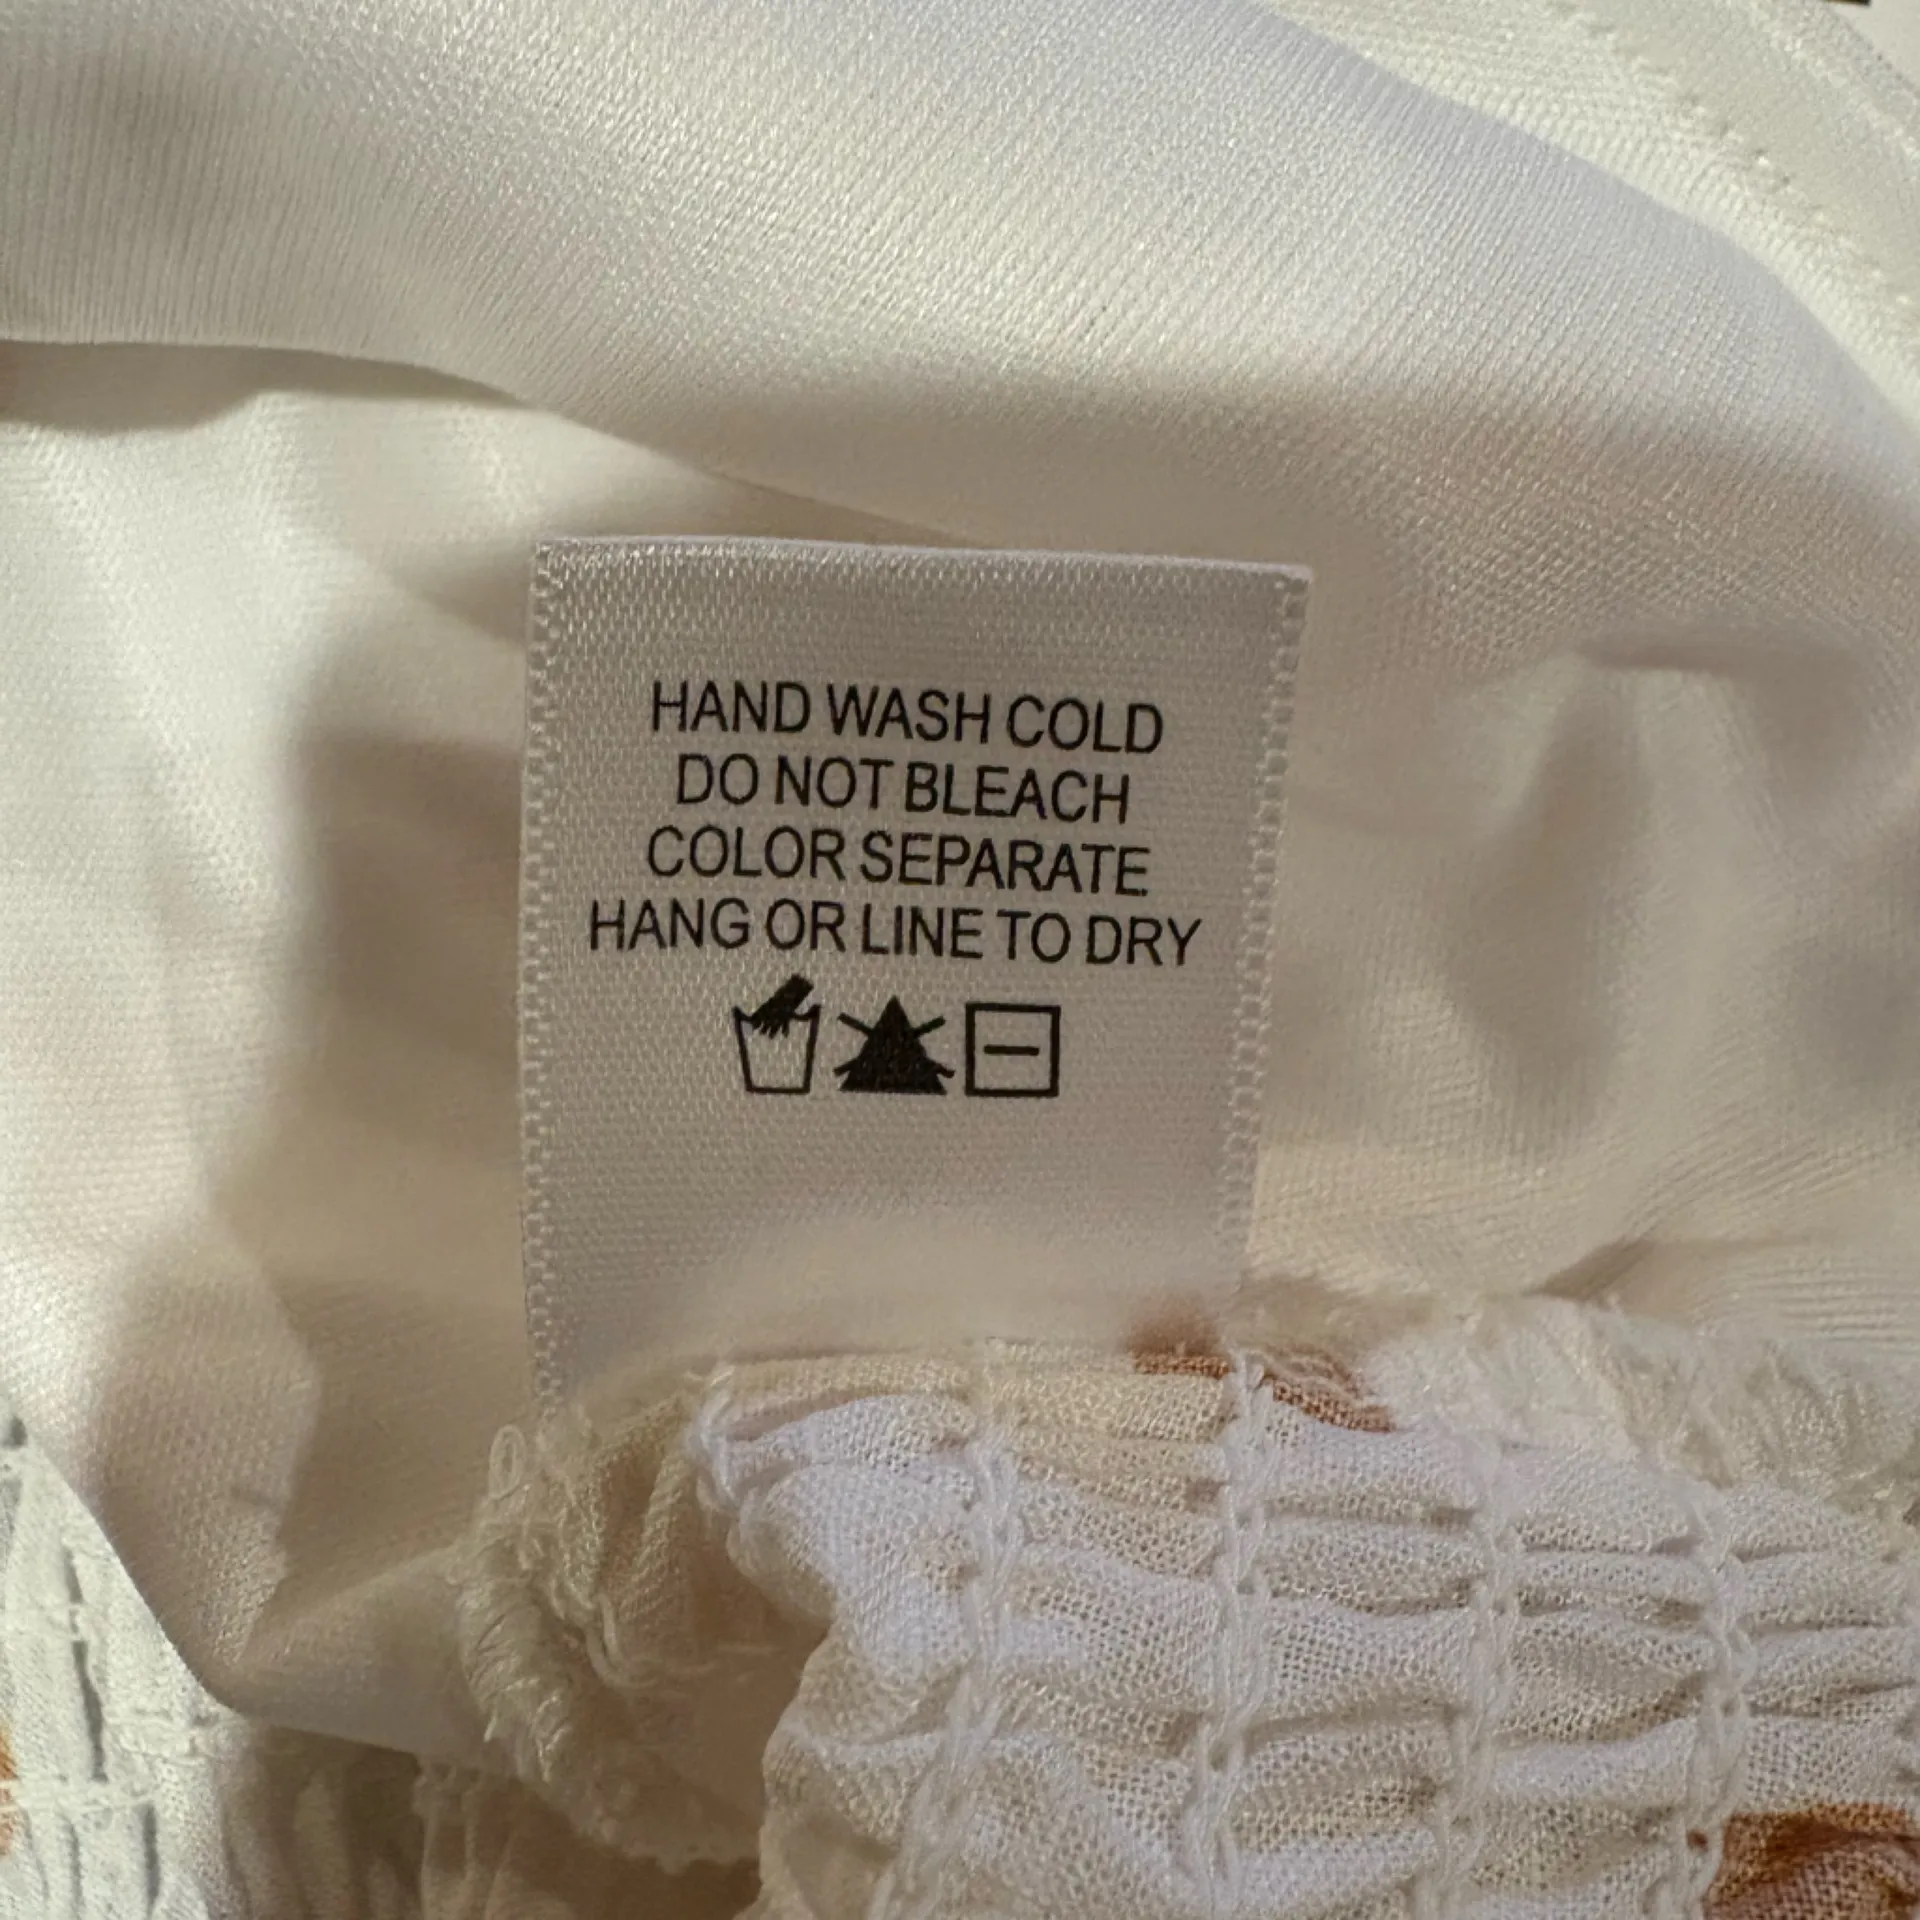 HAND WASH COLD
DO NOT BLEACH
COLOR SEPARATE
HANG OR LINE TO DRY